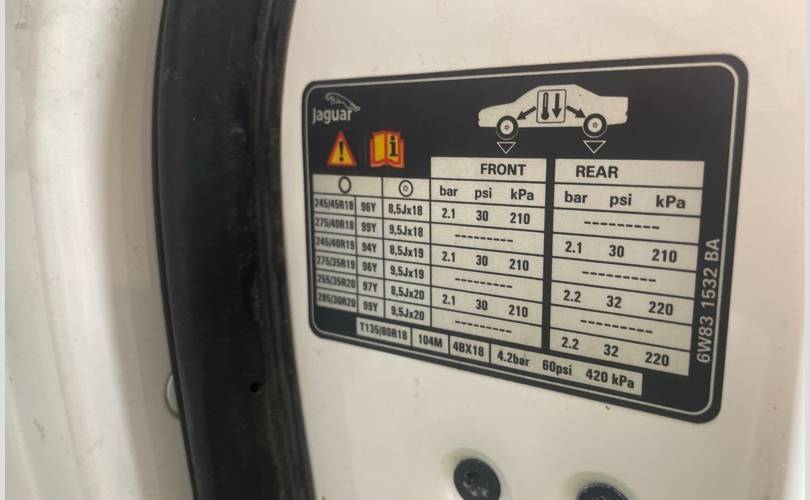 Jaguar
FRONT REAR
bar psi kPa bar psi kPa
245/45R18 96Y 8,5Jx18 2.1 30 210 ---------
275/40R18 99Y 9,5Jx18 --------- 2.1 30 210
245/40R19 94Y 8,5Jx19 2.1 30 210 ---------
275/35R19 96Y 9,5Jx19 --------- 2.2 32 220
255/35R20 97Y 8,5Jx20 2.1 30 210 ---------
285/30R20 99Y 9,5Jx20 --------- 2.2 32 220
T135/80R18 104M 4BX18 4.2bar 60psi 420 kPa
6W83 1532 BA